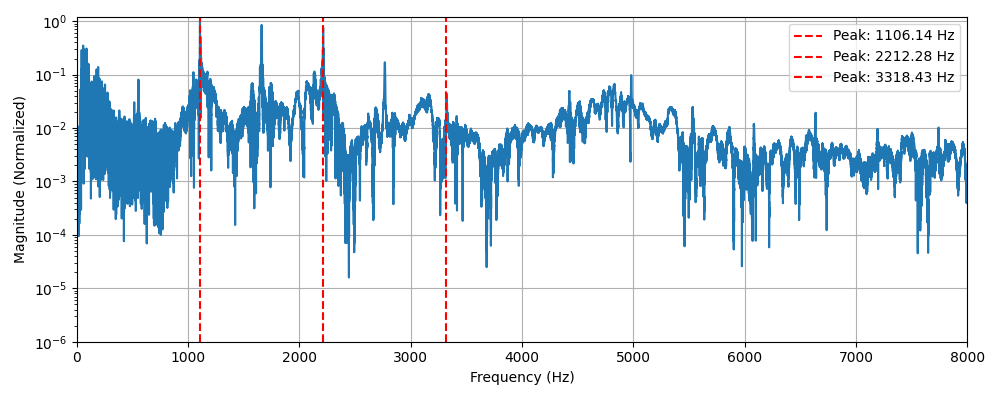 10⁰
10⁻¹
10⁻²
10⁻³
10⁻⁴
10⁻⁵
10⁻⁶
Magnitude (Normalized)
Peak: 1106.14 Hz
Peak: 2212.28 Hz
Peak: 3318.43 Hz
0 1000 2000 3000 4000 5000 6000 7000 8000
Frequency (Hz)